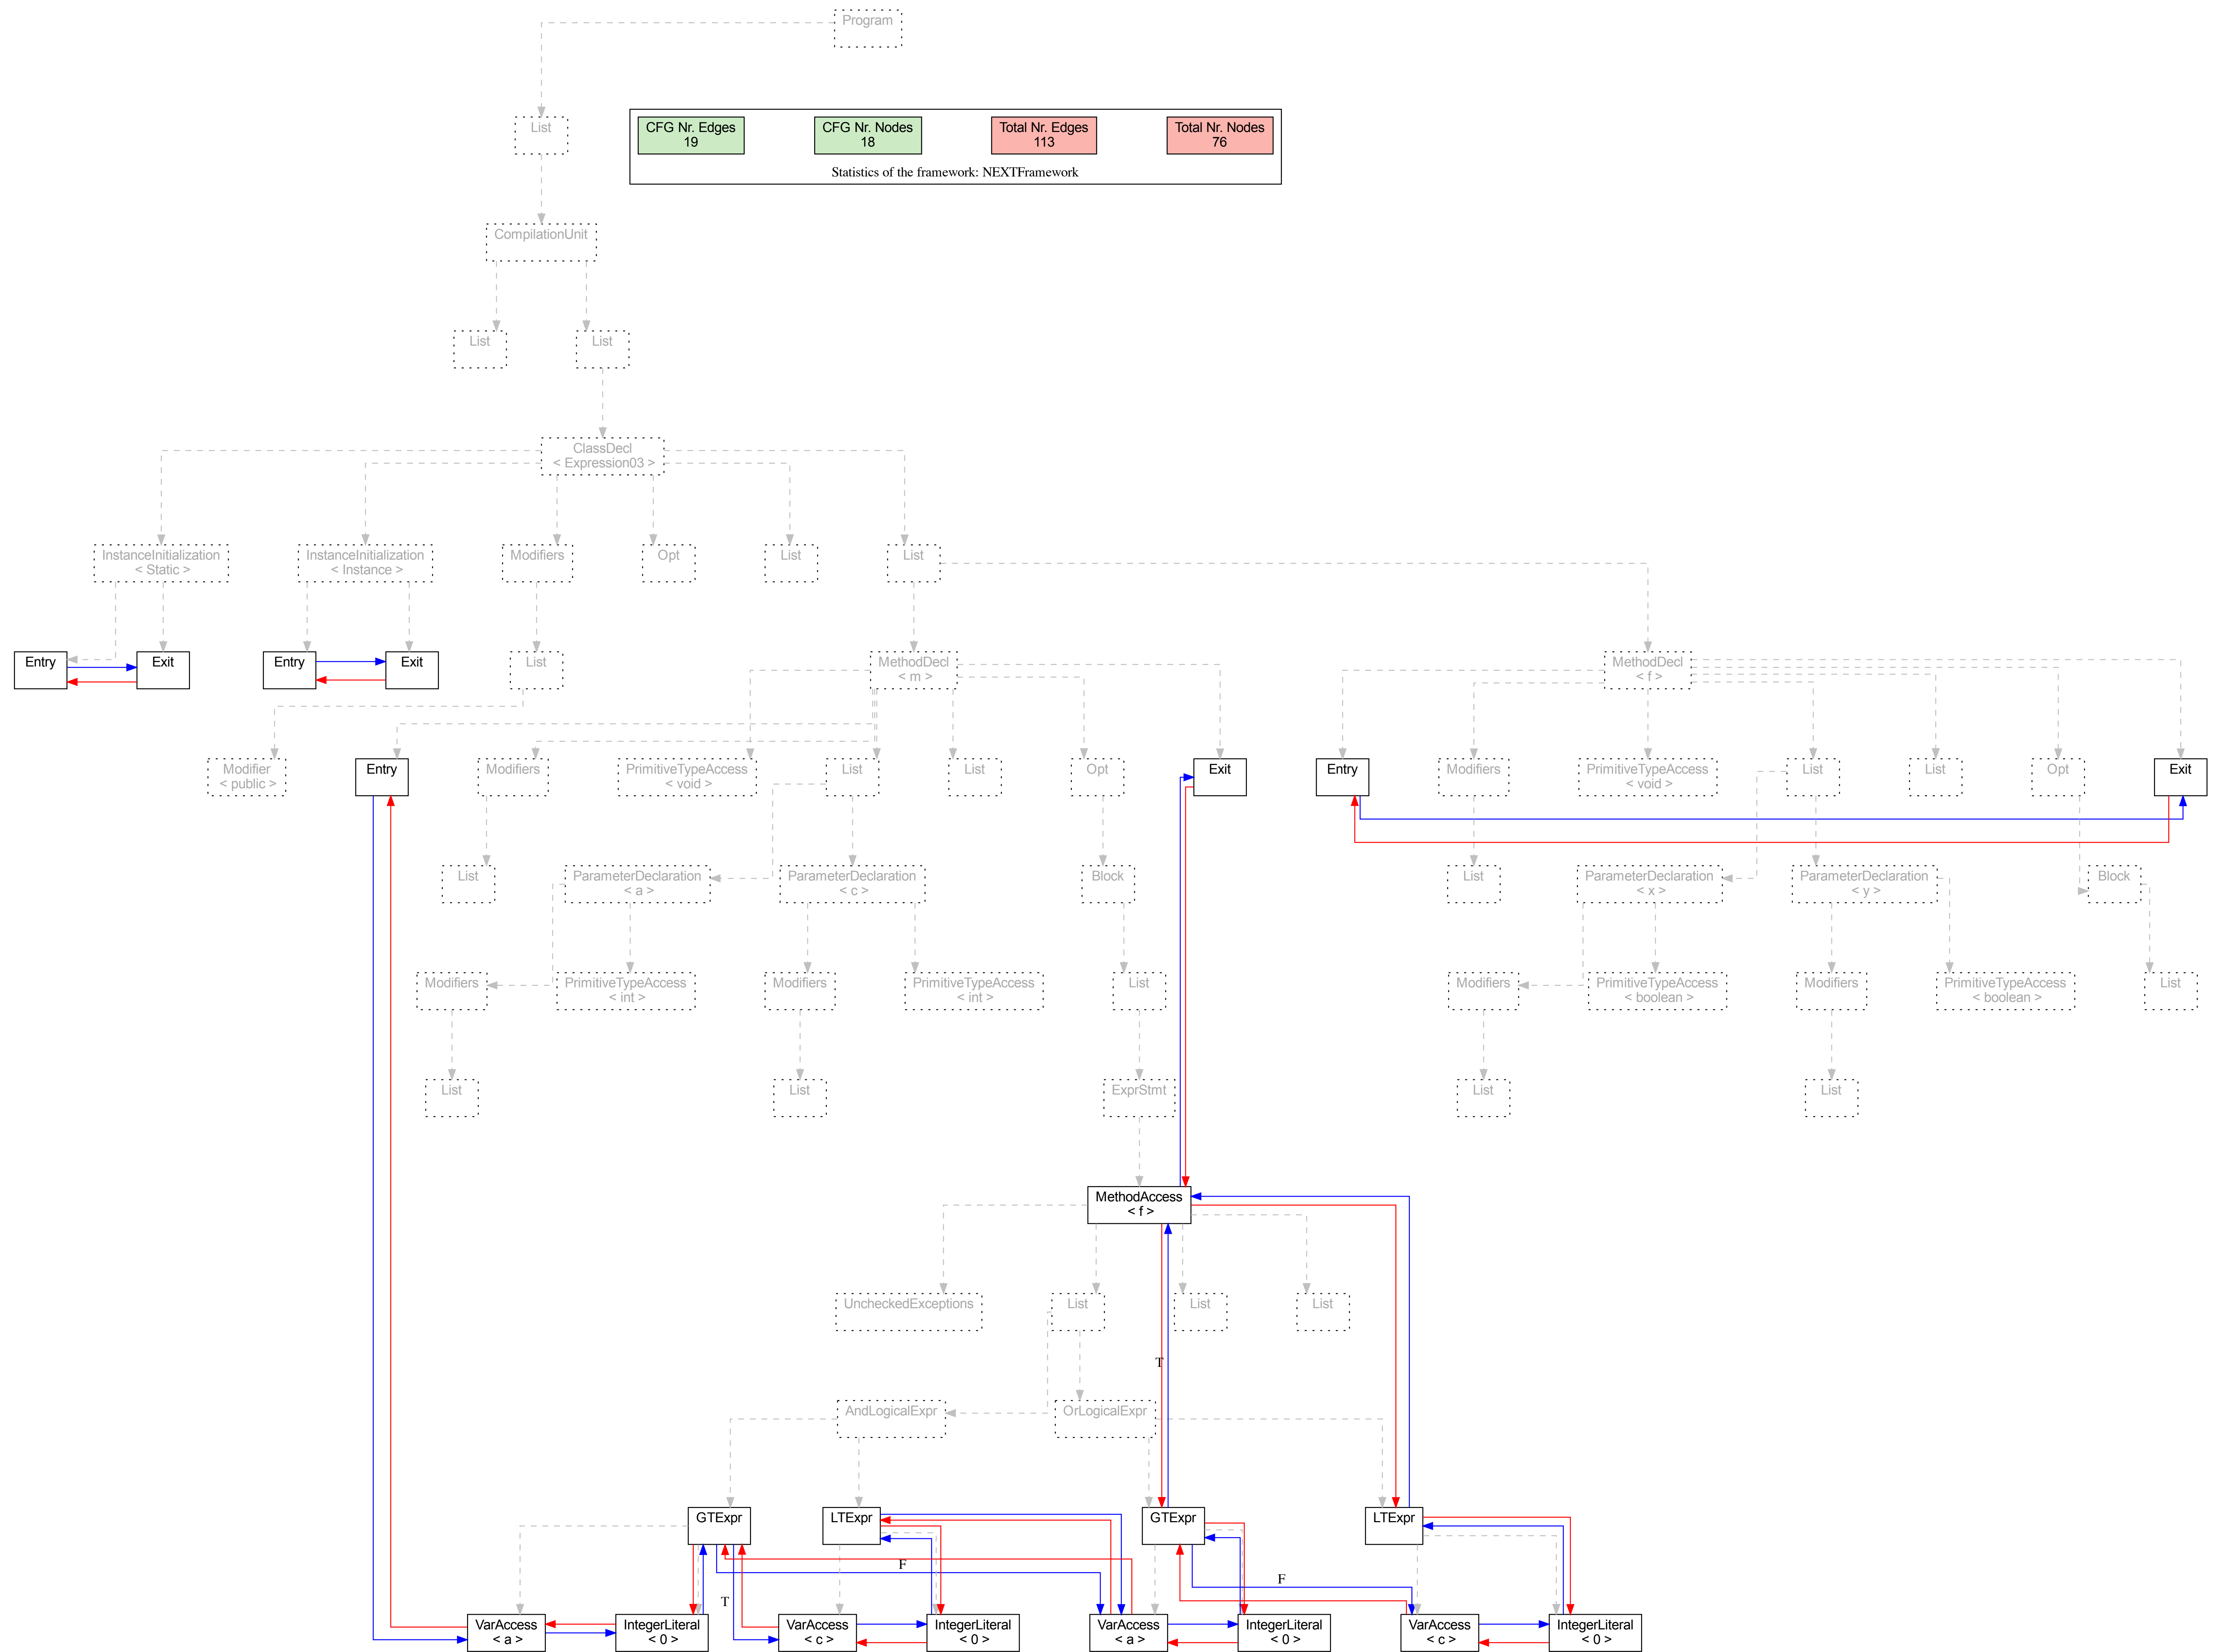 Program
List
CFG Nr. Edges
19
CFG Nr. Nodes
18
Total Nr. Edges
113
Total Nr. Nodes
76
Statistics of the framework: NEXTFramework
CompilationUnit
List
List
ClassDecl
< Expression03 >
InstanceInitialization
< Static >
InstanceInitialization
< Instance >
Modifiers
Opt
List
List
Entry
Exit
Entry
Exit
List
MethodDecl
< m >
MethodDecl
< f >
Modifier
< public >
Entry
Modifiers
PrimitiveTypeAccess
< void >
List
List
Opt
Exit
Entry
Modifiers
PrimitiveTypeAccess
< void >
List
List
Opt
Exit
List
ParameterDeclaration
< a >
ParameterDeclaration
< c >
Block
List
ParameterDeclaration
< x >
ParameterDeclaration
< y >
Block
Modifiers
PrimitiveTypeAccess
< int >
Modifiers
PrimitiveTypeAccess
< int >
List
Modifiers
PrimitiveTypeAccess
< boolean >
Modifiers
PrimitiveTypeAccess
< boolean >
List
List
List
ExprStmt
List
List
MethodAccess
< f >
UncheckedExceptions
List
List
List
T
AndLogicalExpr
OrLogicalExpr
GTExpr
LTExpr
GTExpr
LTExpr
F
F
T
VarAccess
< a >
IntegerLiteral
< 0 >
VarAccess
< c >
IntegerLiteral
< 0 >
VarAccess
< a >
IntegerLiteral
< 0 >
VarAccess
< c >
IntegerLiteral
< 0 >